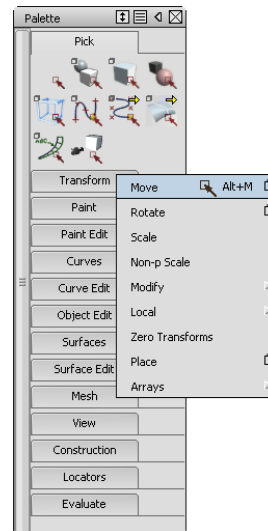 Palette
Pick
ABC
Transform
Paint
Paint Edit
Curves
Curve Edit
Object Edit
Surfaces
Surface Edit
Mesh
View
Construction
Locators
Evaluate
Move Alt+M
Rotate
Scale
Non-p Scale
Modify
Local
Zero Transforms
Place
Arrays